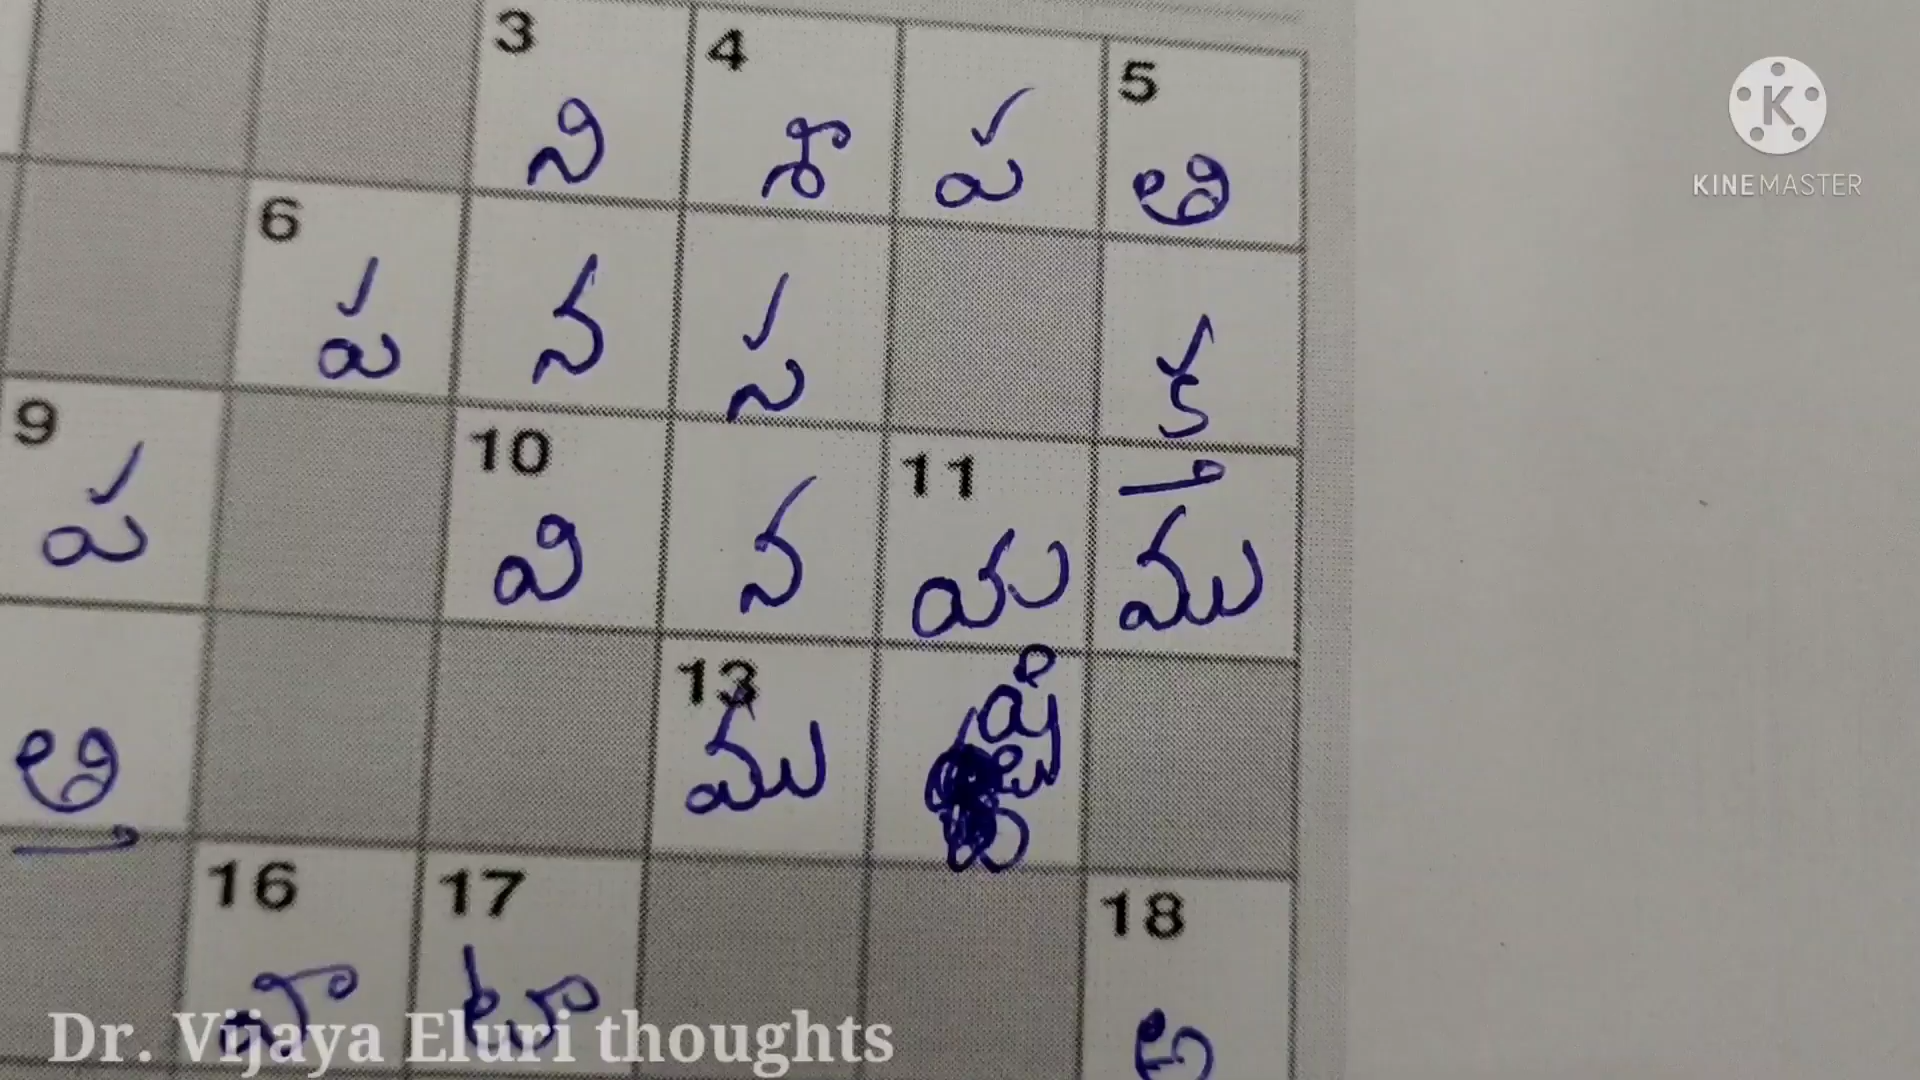 3 4 5
ని శా ప తి
6
ప న స క
9 10 11
ప వి న యు ము
13
తి ము ష్టి
16 17 18
వా టా అ
KINEMASTER
Dr. Vijaya Eluri thoughts